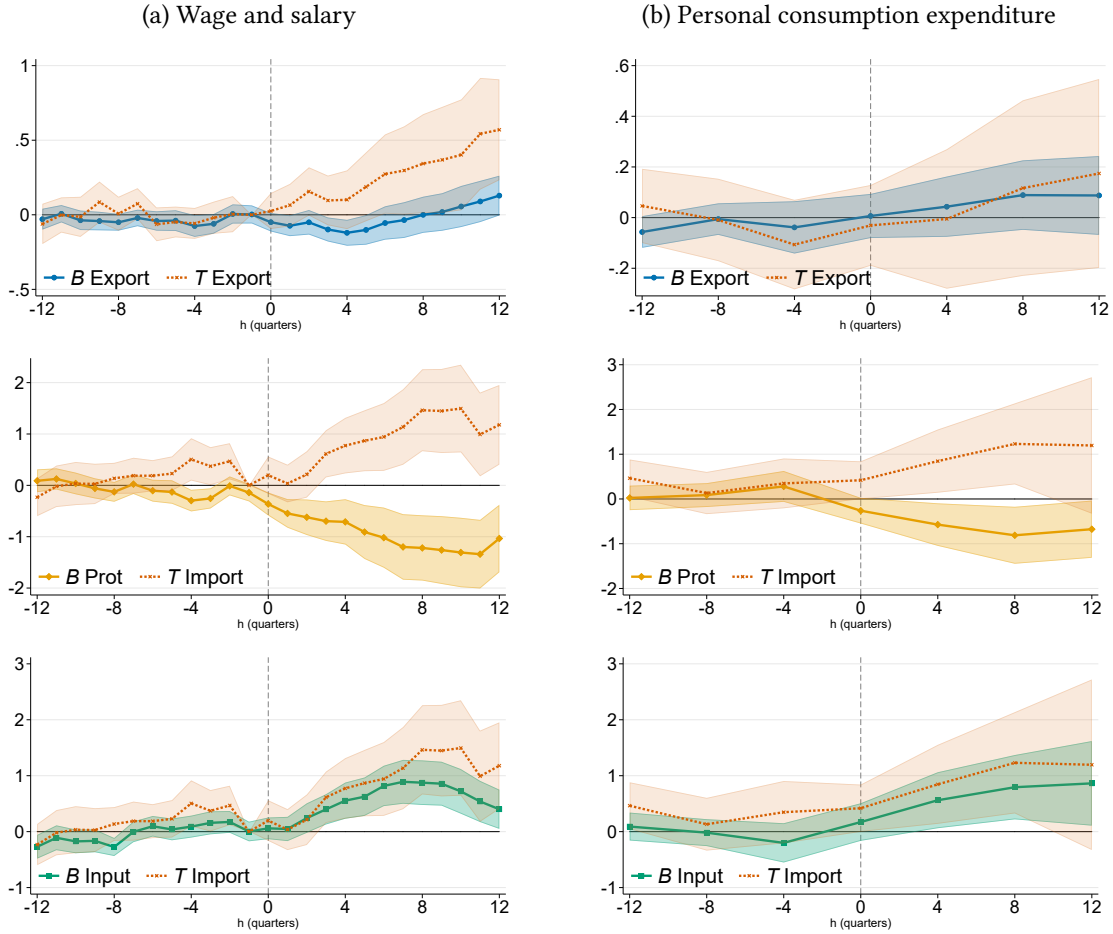 (a) Wage and salary
1
.5
0
-.5
B Export T Export
-12 -8 -4 0 4 8 12
h (quarters)
(b) Personal consumption expenditure
.6
.4
.2
0
-.2
B Export T Export
-12 -8 -4 0 4 8 12
h (quarters)
2
1
0
-1
-2
B Prot T Import
-12 -8 -4 0 4 8 12
h (quarters)
3
2
1
0
-1
-2
B Prot T Import
-12 -8 -4 0 4 8 12
h (quarters)
3
2
1
0
-1
B Input T Import
-12 -8 -4 0 4 8 12
h (quarters)
3
2
1
0
-1
B Input T Import
-12 -8 -4 0 4 8 12
h (quarters)